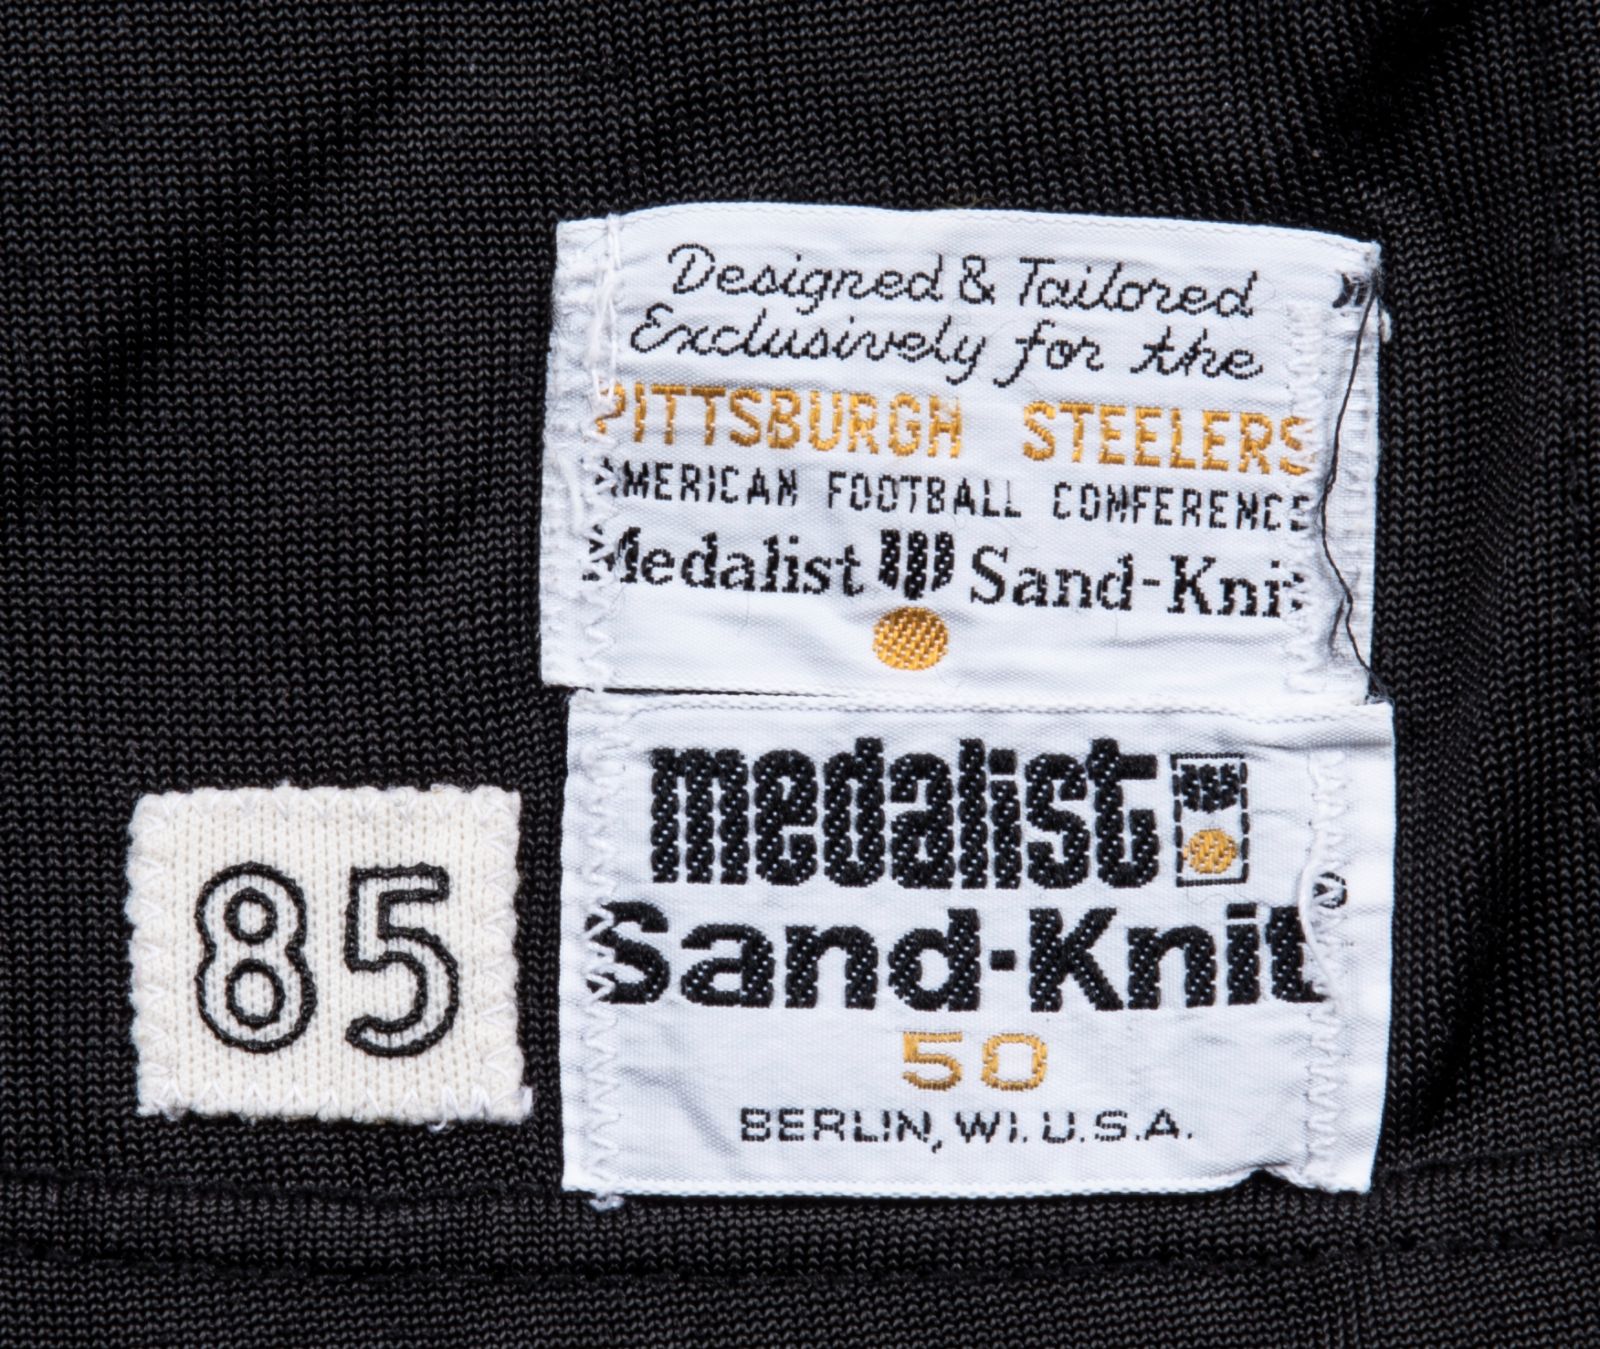 Designed & Tailored
Exclusively for the
PITTSBURGH STEELERS
AMERICAN FOOTBALL CONFERENCE
Medalist Sand-Knit
medalist
Sand-Knit®
50
BERLIN, WI. U.S.A.
85